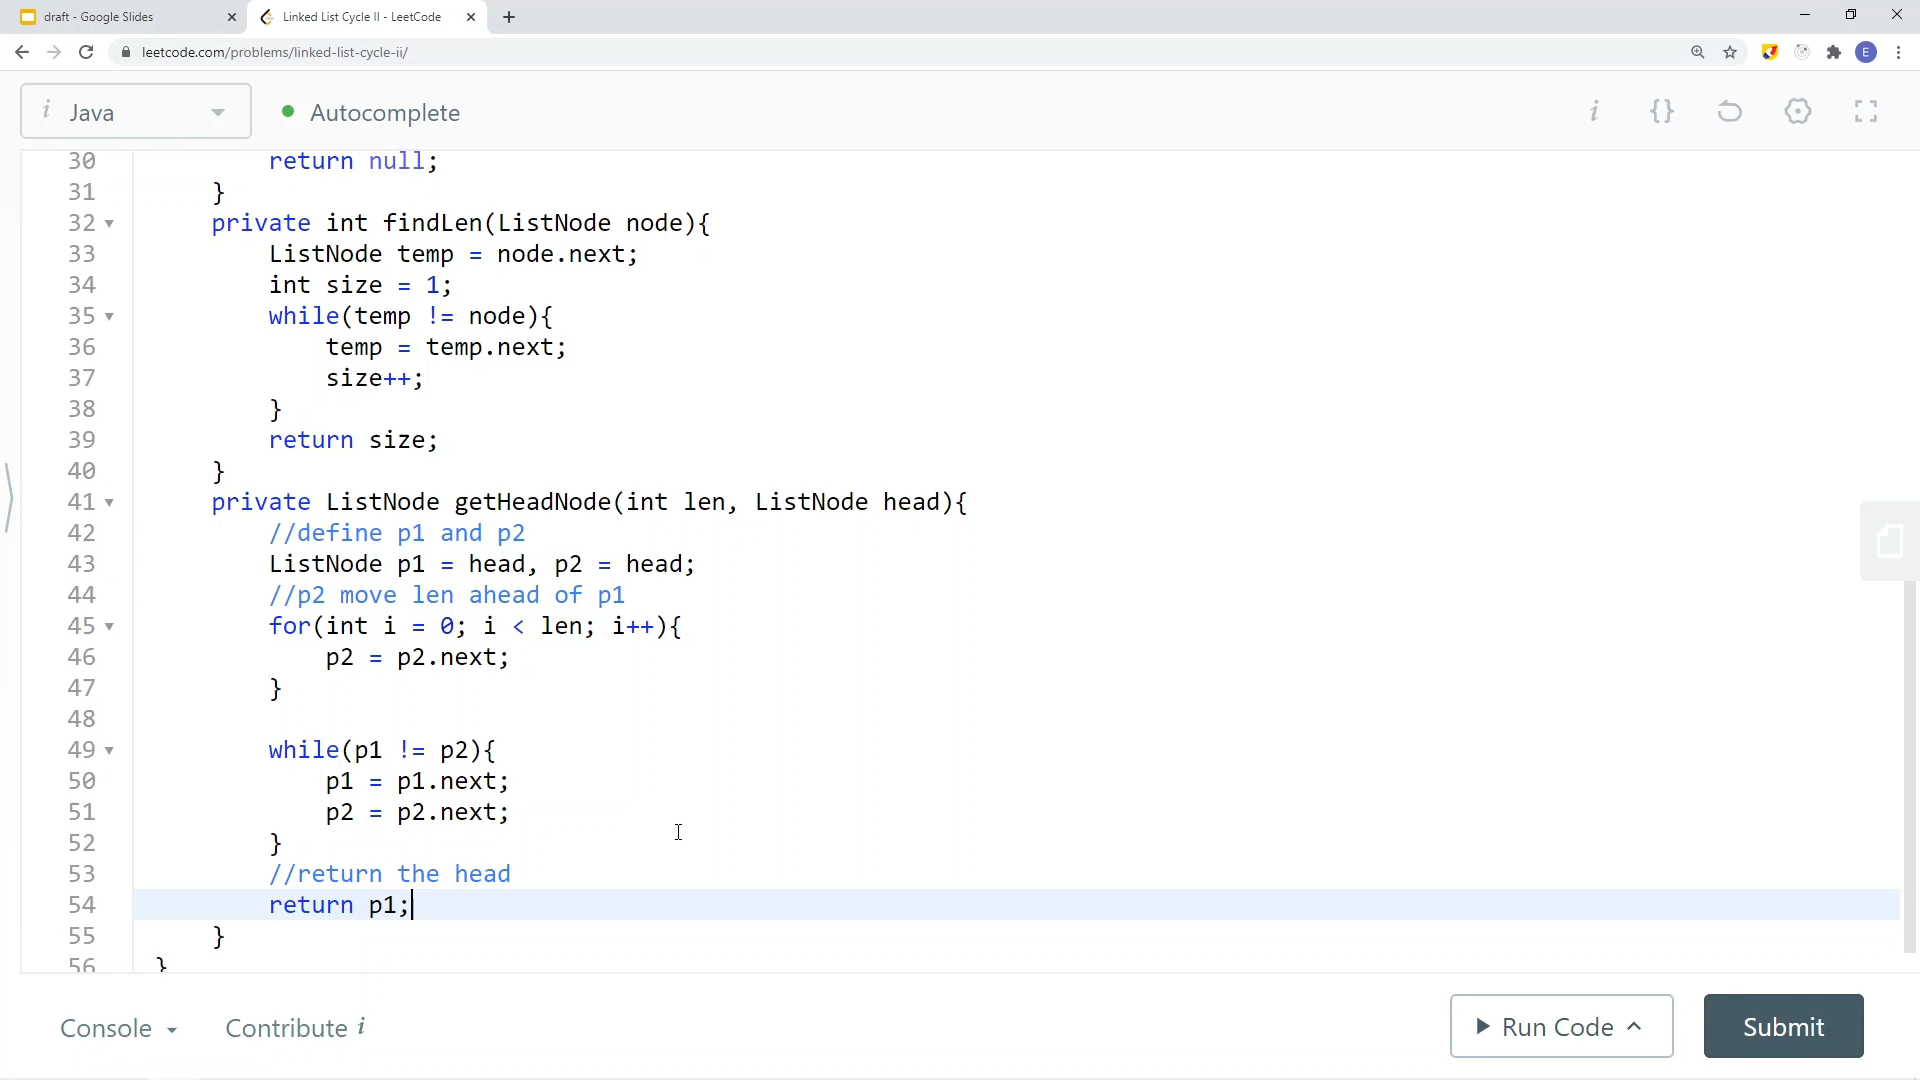 draft - Google Slides
Linked List Cycle II - LeetCode
leetcode.com/problems/linked-list-cycle-ii/
E
i Java
Autocomplete
i {}
30 return null;
31 }
32 private int findLen(ListNode node){
33 ListNode temp = node.next;
34 int size = 1;
35 while(temp != node){
36 temp = temp.next;
37 size++;
38 }
39 return size;
40 }
41 private ListNode getHeadNode(int len, ListNode head){
42 //define p1 and p2
43 ListNode p1 = head, p2 = head;
44 //p2 move len ahead of p1
45 for(int i = 0; i < len; i++){
46 p2 = p2.next;
47 }
48
49 while(p1 != p2){
50 p1 = p1.next;
51 p2 = p2.next;
52 }
53 //return the head
54 return p1;
55 }
56 }
Console
Contribute i
Run Code
Submit